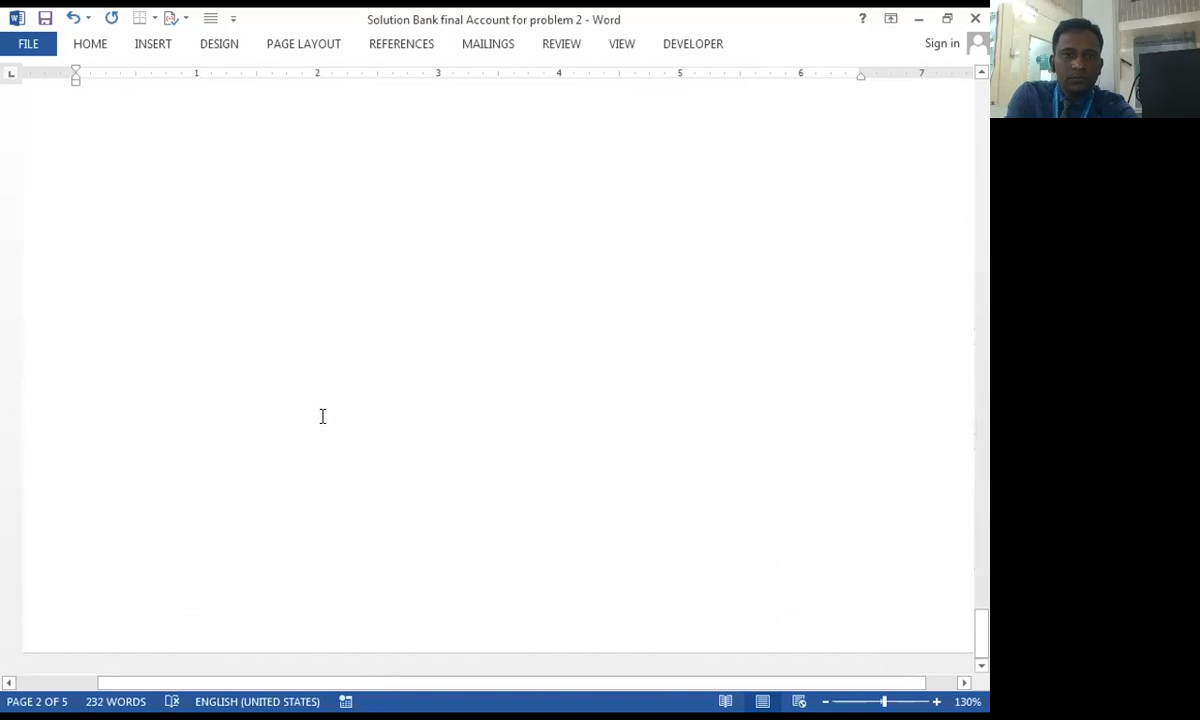 Solution Bank final Account for problem 2 - Word
FILE HOME INSERT DESIGN PAGE LAYOUT REFERENCES MAILINGS REVIEW VIEW DEVELOPER Sign in
1 2 3 4 5 6 7
PAGE 2 OF 5 232 WORDS ENGLISH (UNITED STATES) 130%